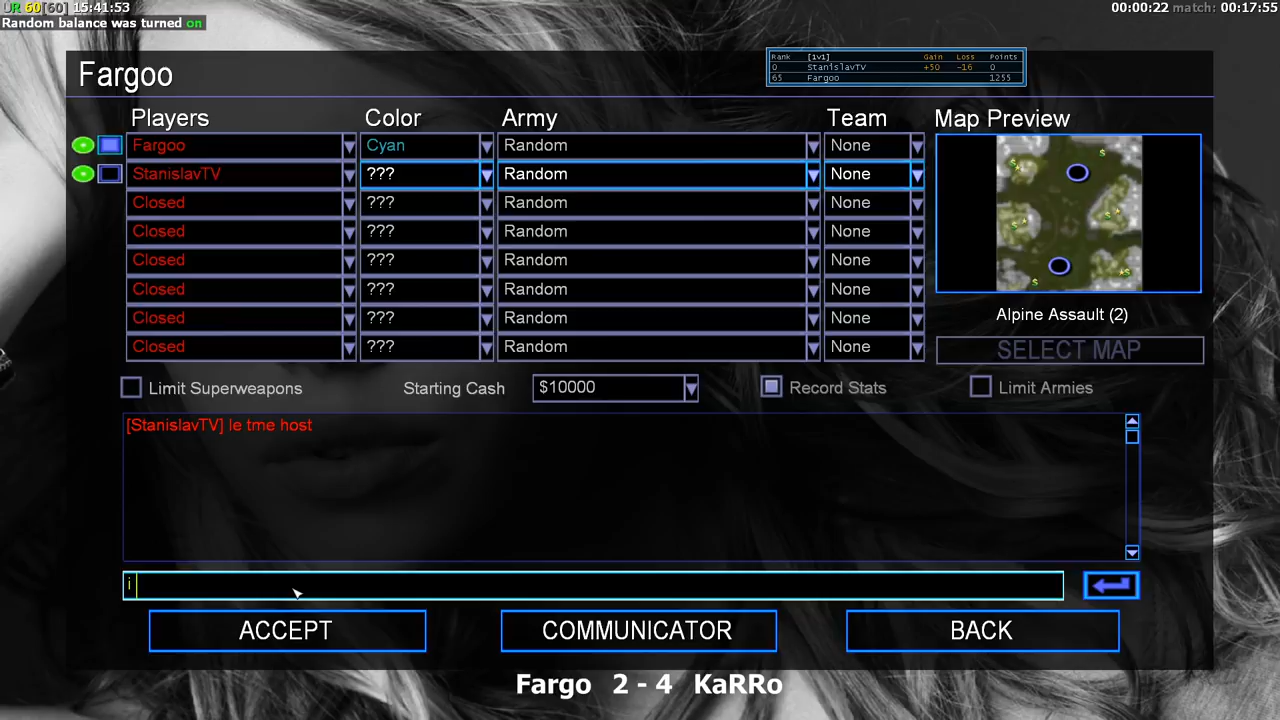 UR 60[60] 15:41:53
00:00:22 match: 00:17:55
Random balance was turned on
Fargoo
Rank [1v1] Gain Loss Points
0 StanislavTV +50 -16 0
65 Fargoo 1255
Players Color Army Team Map Preview
Fargoo Cyan Random None
StanislavTV ??? Random None
Closed ??? Random None
Closed ??? Random None
Closed ??? Random None
Closed ??? Random None
Closed ??? Random None
Closed ??? Random None
Alpine Assault (2)
SELECT MAP
Limit Superweapons Starting Cash $10000 Record Stats Limit Armies
[StanislavTV] le tme host
i
ACCEPT COMMUNICATOR BACK
Fargo 2 - 4 KaRRo